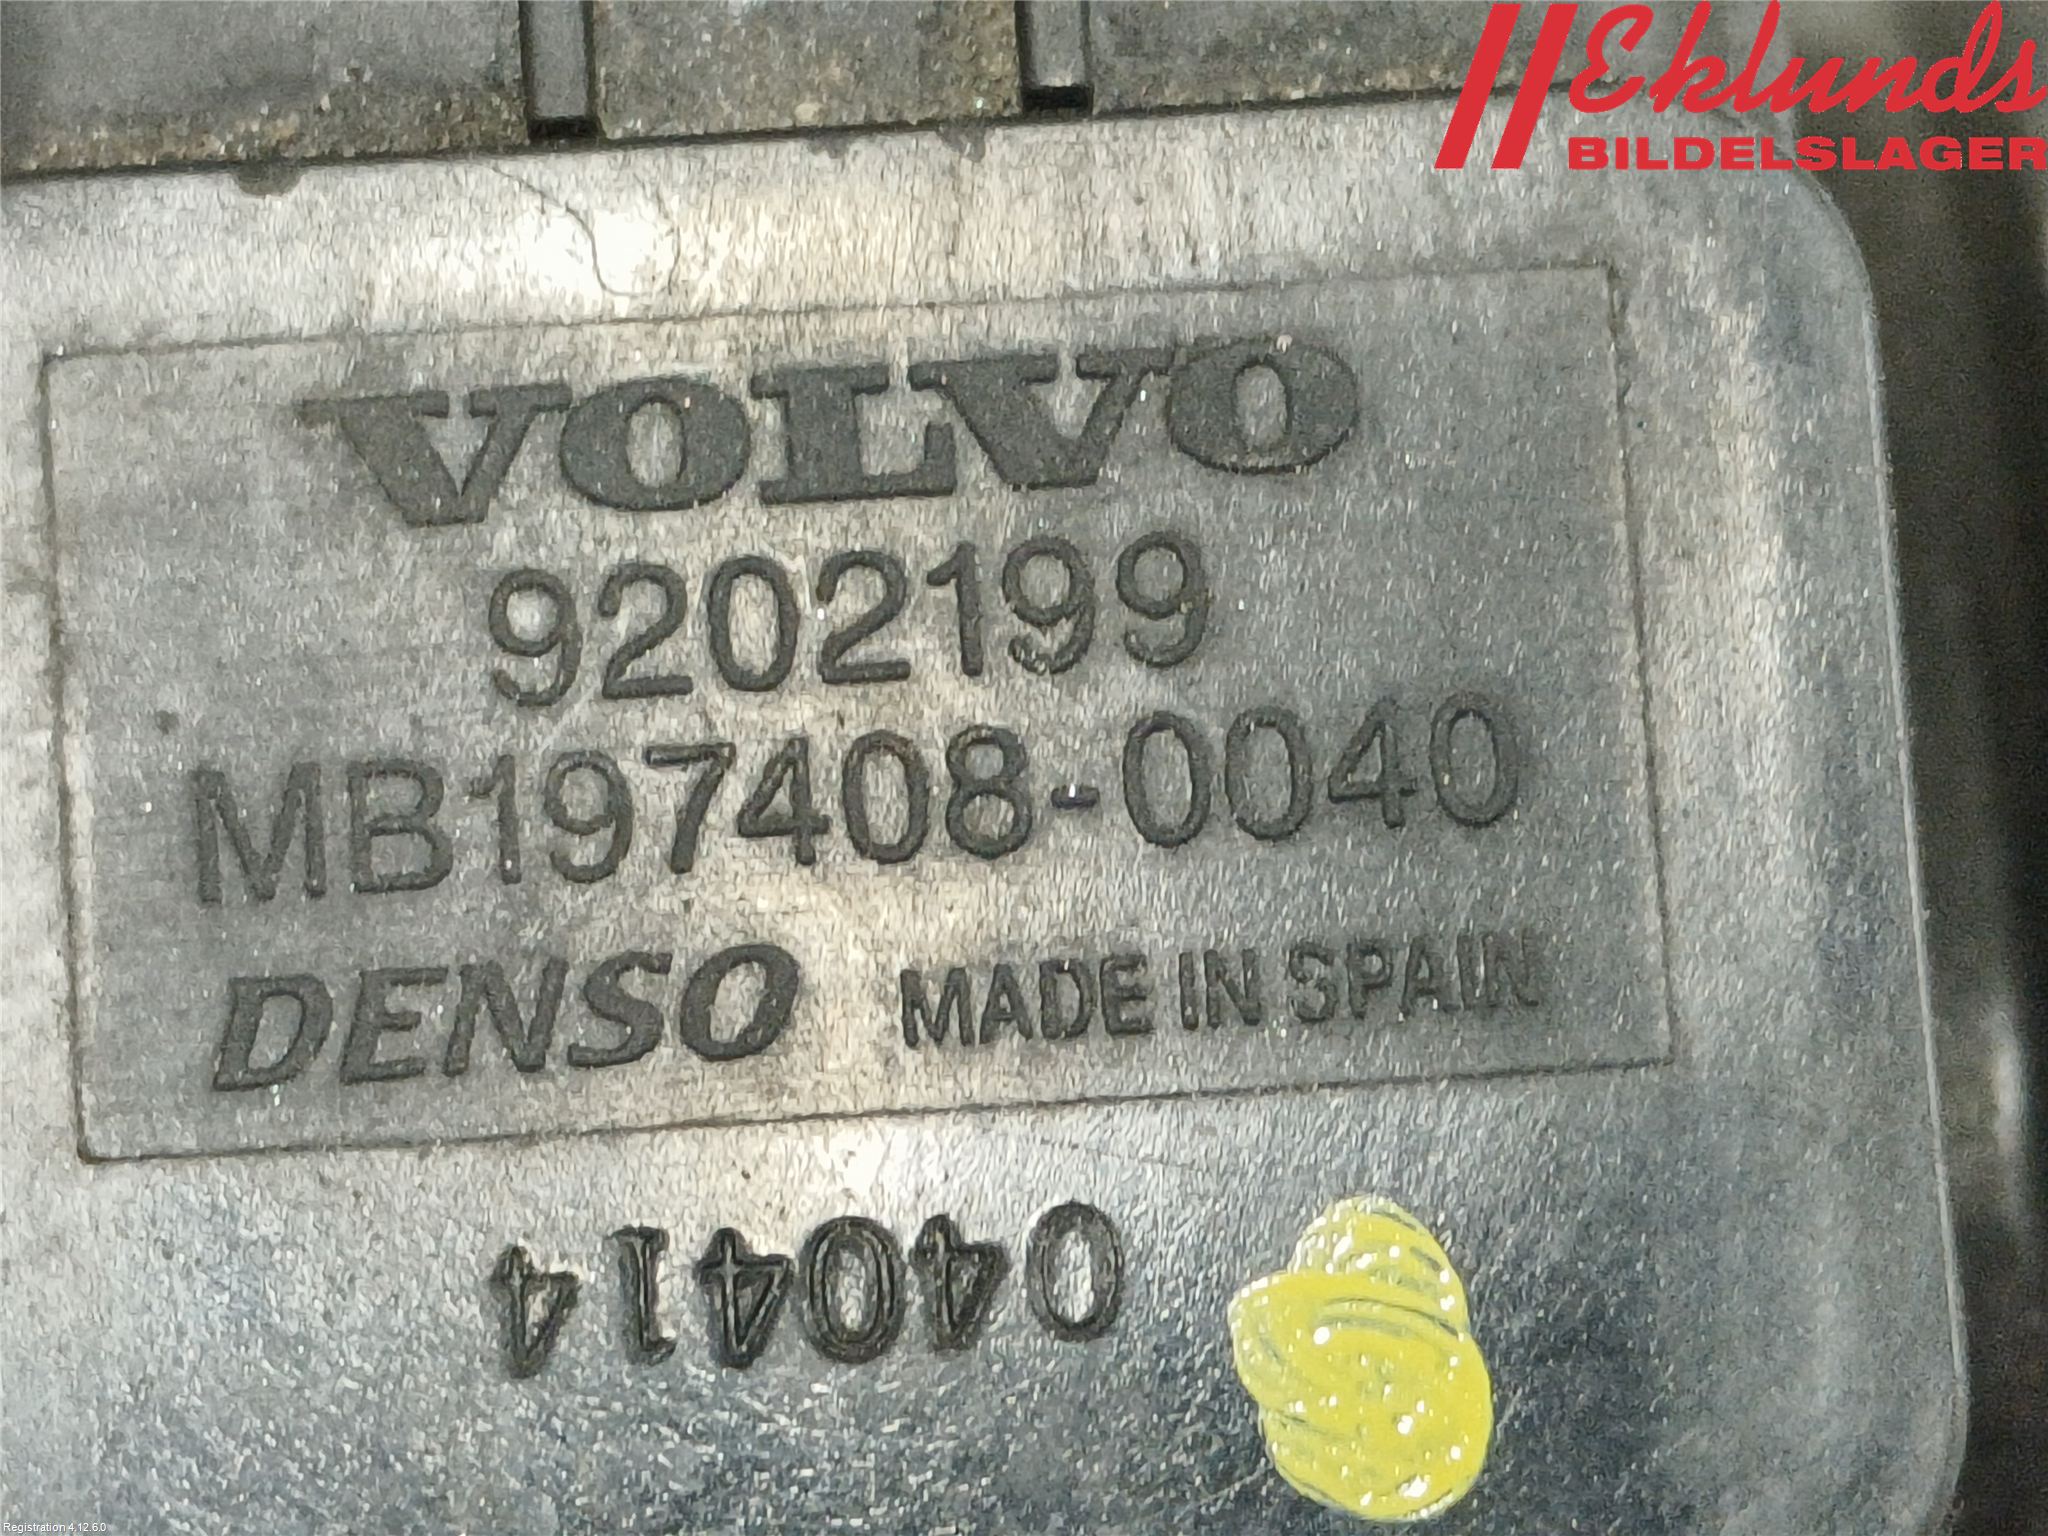 Eklunds
BILDELSLAGER
VOLVO
9202199
MB197408-0040
DENSO MADE IN SPAIN
040414
Registration 4.12.6.0